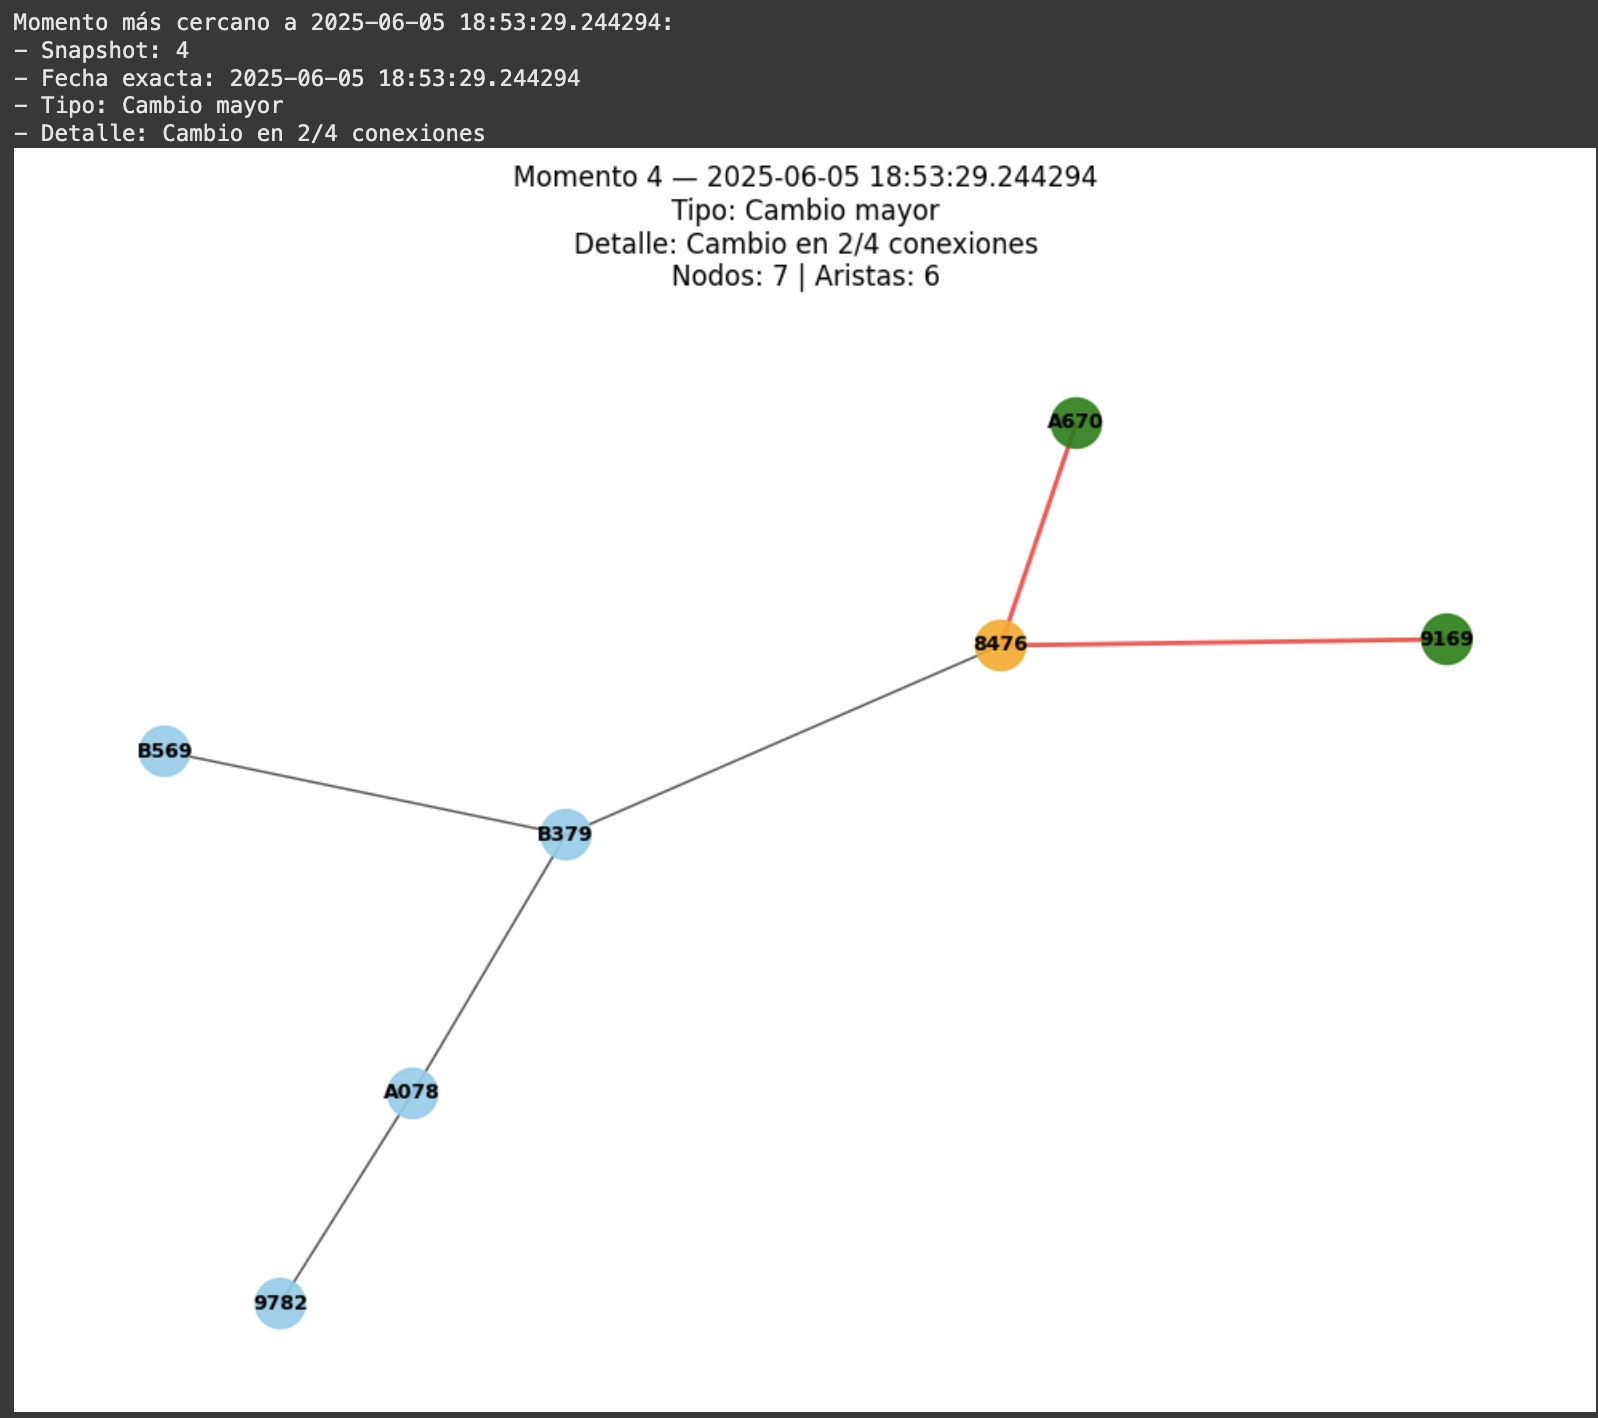 Momento más cercano a 2025-06-05 18:53:29.244294:
- Snapshot: 4
- Fecha exacta: 2025-06-05 18:53:29.244294
- Tipo: Cambio mayor
- Detalle: Cambio en 2/4 conexiones
Momento 4 — 2025-06-05 18:53:29.244294
Tipo: Cambio mayor
Detalle: Cambio en 2/4 conexiones
Nodos: 7 | Aristas: 6
A670
9169
8476
B569
B379
A078
9782